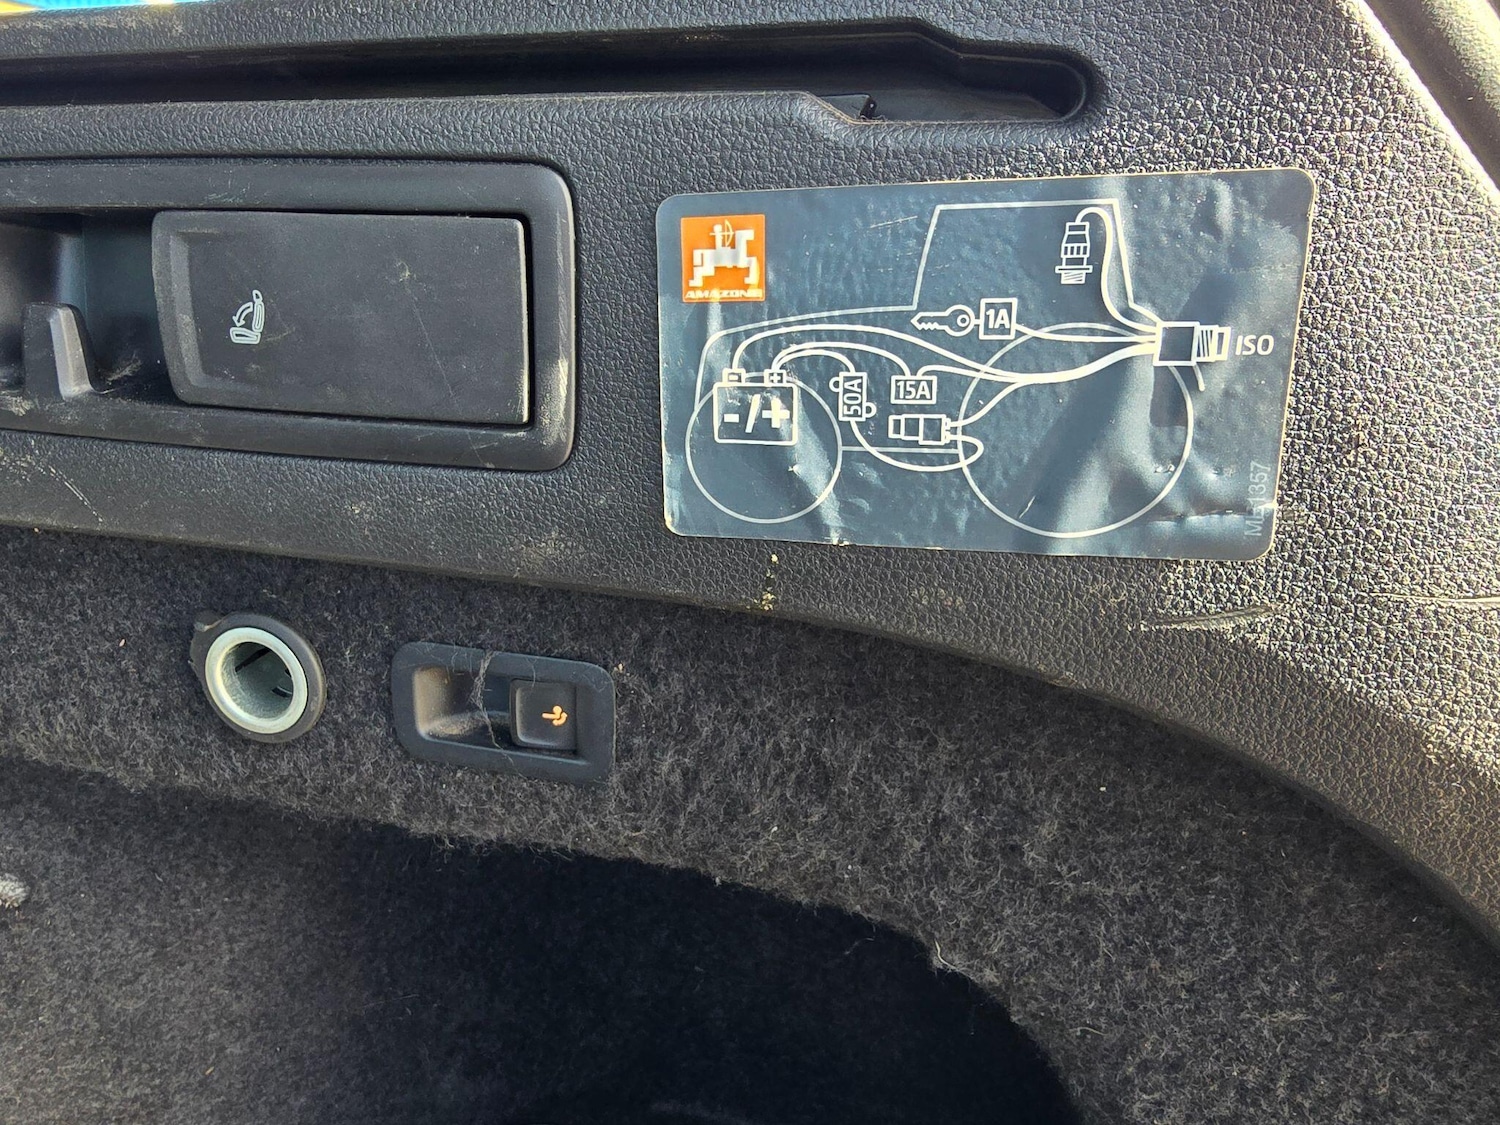 AMAZONE
1A
ISO
50A
15A
- / +